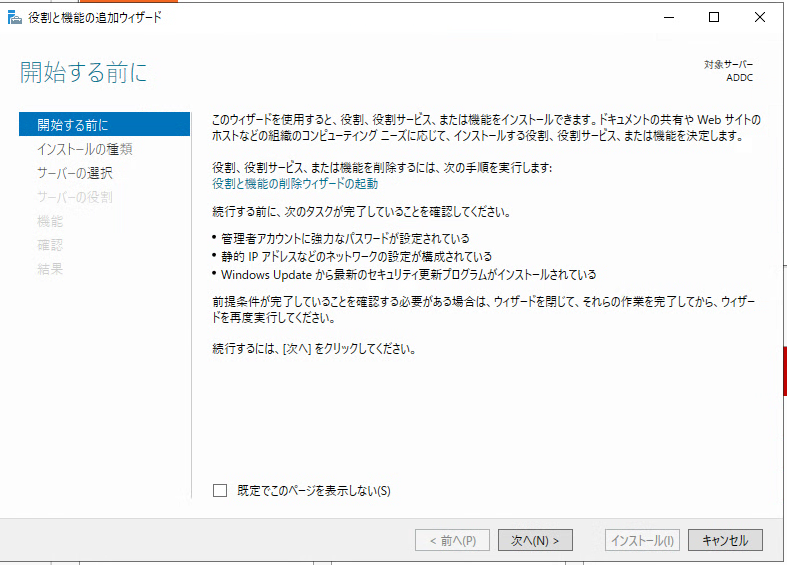 役割と機能の追加ウィザード
開始する前に
対象サーバー
ADDC
開始する前に
インストールの種類
サーバーの選択
サーバーの役割
機能
確認
結果
このウィザードを使用すると、役割、役割サービス、または機能をインストールできます。ドキュメントの共有や Web サイトの
ホストなどの組織のコンピューティング ニーズに応じて、インストールする役割、役割サービス、または機能を決定します。
役割、役割サービス、または機能を削除するには、次の手順を実行します:
役割と機能の削除ウィザードの起動
続行する前に、次のタスクが完了していることを確認してください。
• 管理者アカウントに強力なパスワードが設定されている
• 静的 IP アドレスなどのネットワークの設定が構成されている
• Windows Update から最新のセキュリティ更新プログラムがインストールされている
前提条件が完了していることを確認する必要がある場合は、ウィザードを閉じて、それらの作業を完了してから、ウィザー
ドを再度実行してください。
続行するには、[次へ] をクリックしてください。
既定でこのページを表示しない(S)
< 前へ(P)
次へ(N) >
インストール(I)
キャンセル